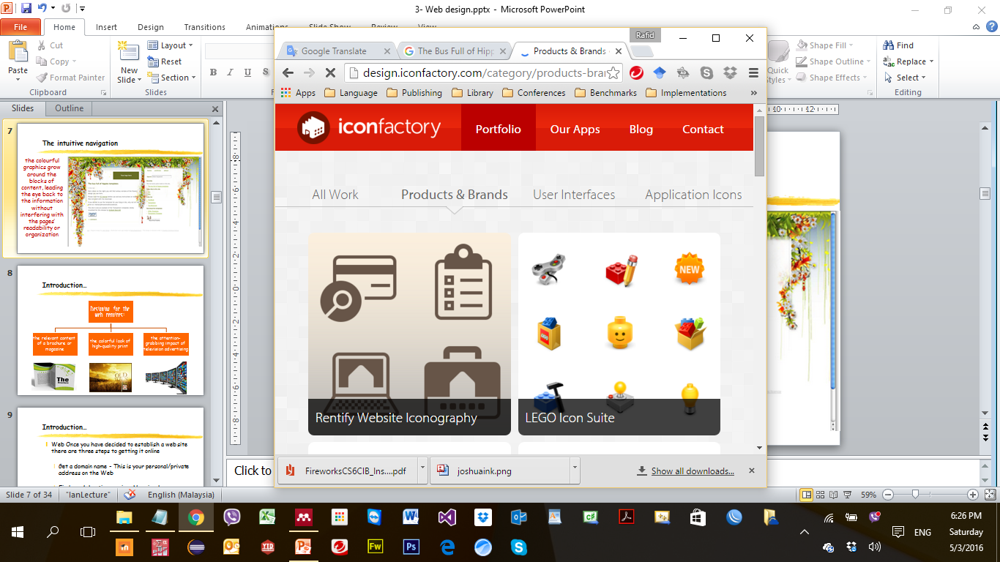 3- Web design.pptx - Microsoft PowerPoint
File
Home
Insert
Design
Transitions
Animations
Slide Show
Review
View
Paste
Cut
Copy
Format Painter
Clipboard
New
Slide
Layout
Reset
Section
Slides
B I U S
Quick
Styles
Shape Fill
Shape Outline
Shape Effects
Find
Replace
Select
Editing
Rafid
Google Translate
The Bus Full of Hipp
Products & Brands
design.iconfactory.com/category/products-bran
Apps
Language
Publishing
Library
Conferences
Benchmarks
Implementations
»
iconfactory
Portfolio
Our Apps
Blog
Contact
All Work
Products & Brands
User Interfaces
Application Icons
NEW
LEGO
Rentify Website Iconography
LEGO Icon Suite
FireworksCS6CIB_Ins....pdf
joshuaink.png
Show all downloads...
Slides
Outline
7
The intuitive navigation
the colourful
graphics grow
around the
blocks of
content, leading
the eye back to
the information
without
interfering with
the pages'
readability or
organization
8
Introduction…
Designing for the
web requires:
the relevant content
of a brochure or
magazine
the colorful look of
high-quality print
the attention-
grabbing impact of
television advertising
The
9
Introduction…
Web Once you have decided to establish a web site
there are three steps to getting it online
Get a domain name - This is your personal/private
address on the Web
Click to
Slide 7 of 34
"IanLecture"
English (Malaysia)
59%
ENG
6:26 PM
Saturday
5/3/2016